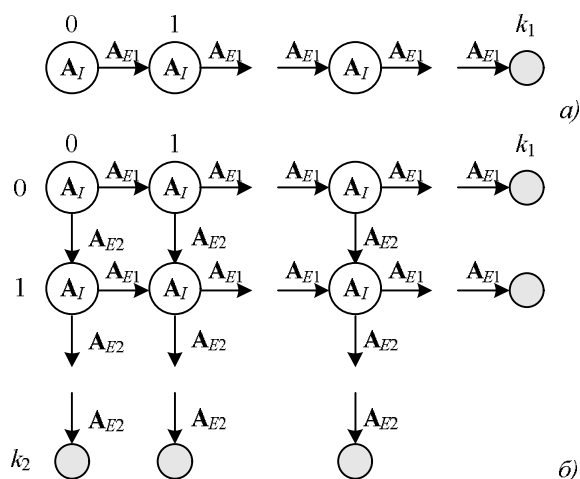 0 1 k1
AI AE1 AI AE1 AE1 AI AE1 AE1
а)
0 1 k1
0 AI AE1 AI AE1 AE1 AI AE1 AE1
AE2 AE2 AE2
1 AI AE1 AI AE1 AE1 AI AE1 AE1
AE2 AE2 AE2
AE2 AE2 AE2
k2
б)